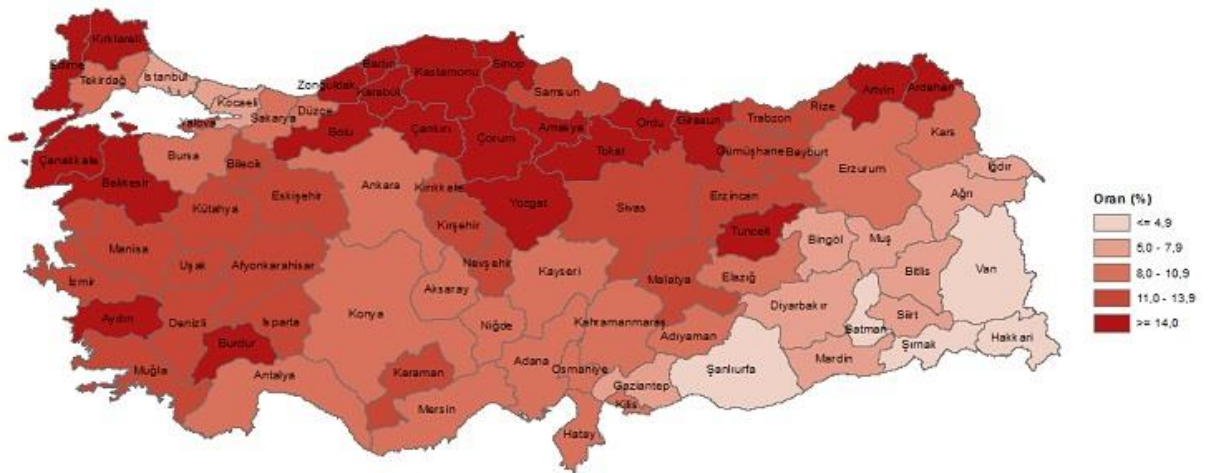 Kırklareli
Edirne
Tekirdağ
İstanbul
Kocaeli
Yalova
Sakarya
Düzce
Zonguldak
Bartın
Karabük
Kastamonu
Sinop
Samsun
Bolu
Çankırı
Çorum
Amasya
Tokat
Ordu
Giresun
Trabzon
Rize
Artvin
Ardahan
Gümüşhane
Bayburt
Kars
Erzurum
Iğdır
Ağrı
Çanakkale
Balıkesir
Bursa
Bilecik
Kütahya
Eskişehir
Ankara
Kırıkkale
Kırşehir
Yozgat
Sivas
Erzincan
Tunceli
Bingöl
Muş
Bitlis
Van
Manisa
İzmir
Uşak
Afyonkarahisar
Konya
Aksaray
Nevşehir
Kayseri
Malatya
Elazığ
Diyarbakır
Batman
Siirt
Şırnak
Hakkari
Aydın
Denizli
Isparta
Burdur
Muğla
Antalya
Karaman
Mersin
Niğde
Adana
Osmaniye
Kahramanmaraş
Adıyaman
Gaziantep
Kilis
Hatay
Şanlıurfa
Mardin
Oran (%)
<= 4,9
5,0 - 7,9
8,0 - 10,9
11,0 - 13,9
>= 14,0